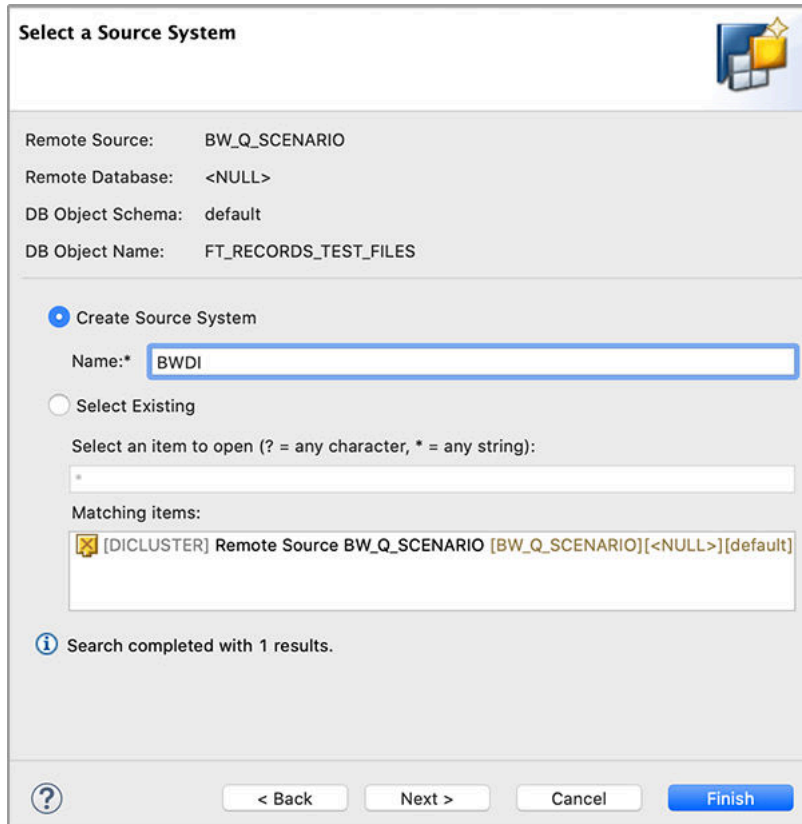 Select a Source System
Remote Source: BW_Q_SCENARIO
Remote Database: <NULL>
DB Object Schema: default
DB Object Name: FT_RECORDS_TEST_FILES
Create Source System
Name:* BWDI
Select Existing
Select an item to open (? = any character, * = any string):
*
Matching items:
[DICLUSTER] Remote Source BW_Q_SCENARIO [BW_Q_SCENARIO][<NULL>][default]
Search completed with 1 results.
? < Back Next > Cancel Finish